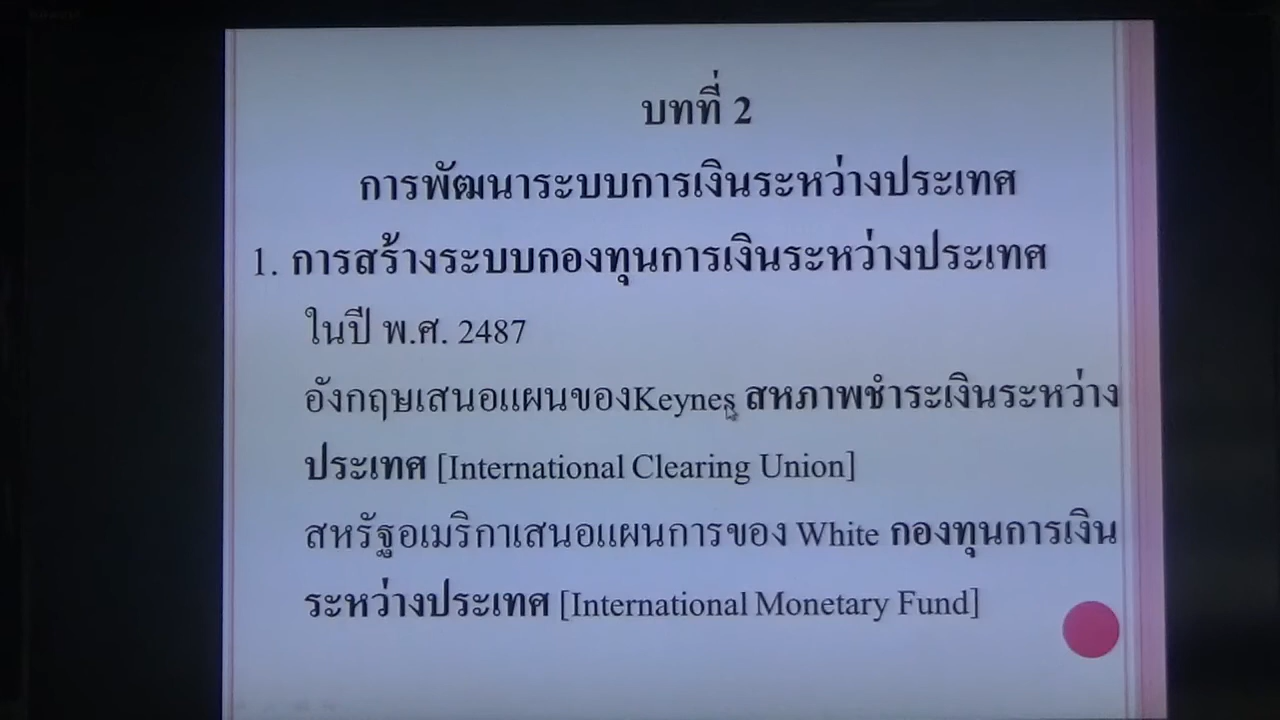 บทที่ 2
การพัฒนาระบบการเงินระหว่างประเทศ
1. การสร้างระบบกองทุนการเงินระหว่างประเทศ
ในปี พ.ศ. 2487
อังกฤษเสนอแผนของKeynes สหภาพชำระเงินระหว่าง
ประเทศ [International Clearing Union]
สหรัฐอเมริกาเสนอแผนการของ White กองทุนการเงิน
ระหว่างประเทศ [International Monetary Fund]